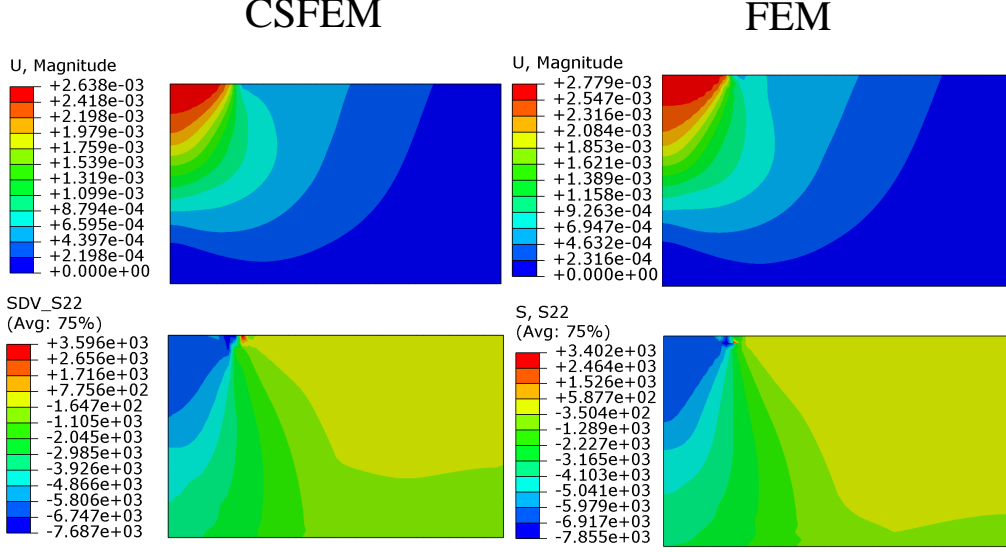 CSFEM
FEM
U, Magnitude
+2.638e-03
+2.418e-03
+2.198e-03
+1.979e-03
+1.759e-03
+1.539e-03
+1.319e-03
+1.099e-03
+8.794e-04
+6.595e-04
+4.397e-04
+2.198e-04
+0.000e+00
U, Magnitude
+2.779e-03
+2.547e-03
+2.316e-03
+2.084e-03
+1.853e-03
+1.621e-03
+1.389e-03
+1.158e-03
+9.263e-04
+6.947e-04
+4.632e-04
+2.316e-04
+0.000e+00
SDV_S22
(Avg: 75%)
+3.596e+03
+2.656e+03
+1.716e+03
+7.756e+02
-1.647e+02
-1.105e+03
-2.045e+03
-2.985e+03
-3.926e+03
-4.866e+03
-5.806e+03
-6.747e+03
-7.687e+03
S, S22
(Avg: 75%)
+3.402e+03
+2.464e+03
+1.526e+03
+5.877e+02
-3.504e+02
-1.289e+03
-2.227e+03
-3.165e+03
-4.103e+03
-5.041e+03
-5.979e+03
-6.917e+03
-7.855e+03